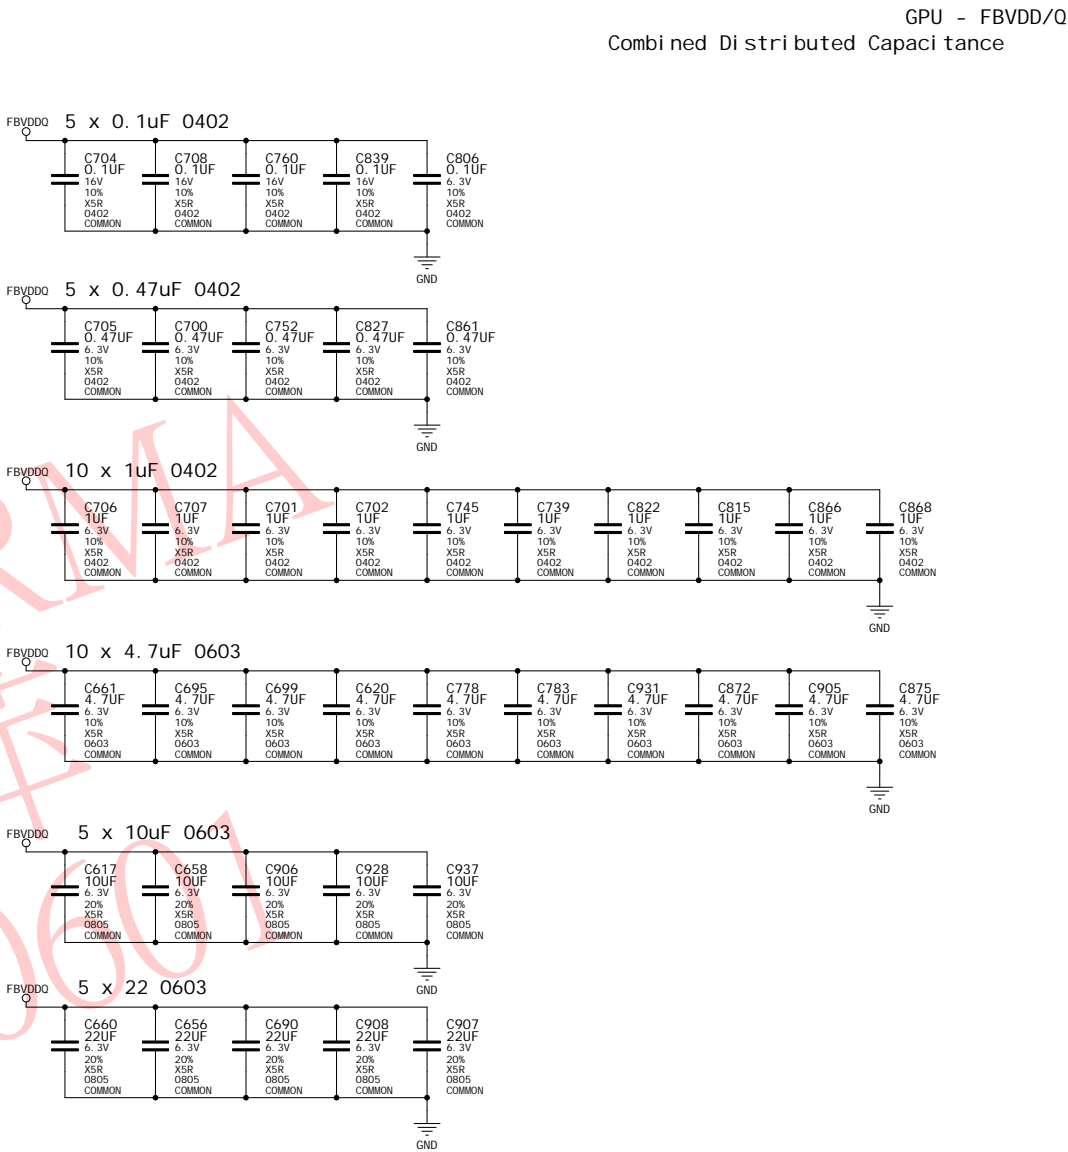 GPU - FBVDD/Q
Combined Distributed Capacitance
FBVDDQ 5 x 0.1uF 0402
C704 C708 C760 C839 C806
0.1UF 0.1UF 0.1UF 0.1UF 0.1UF
16V 16V 16V 16V 6.3V
10% 10% 10% 10% 10%
X5R X5R X5R X5R X5R
0402 0402 0402 0402 0402
COMMON COMMON COMMON COMMON COMMON
GND
FBVDDQ 5 x 0.47uF 0402
C705 C700 C752 C827 C861
0.47UF 0.47UF 0.47UF 0.47UF 0.47UF
6.3V 6.3V 6.3V 6.3V 6.3V
10% 10% 10% 10% 10%
X5R X5R X5R X5R X5R
0402 0402 0402 0402 0402
COMMON COMMON COMMON COMMON COMMON
GND
FBVDDQ 10 x 1uF 0402
C706 C707 C701 C702 C745 C739 C822 C815 C866 C868
1UF 1UF 1UF 1UF 1UF 1UF 1UF 1UF 1UF 1UF
6.3V 6.3V 6.3V 6.3V 6.3V 6.3V 6.3V 6.3V 6.3V 6.3V
10% 10% 10% 10% 10% 10% 10% 10% 10% 10%
X5R X5R X5R X5R X5R X5R X5R X5R X5R X5R
0402 0402 0402 0402 0402 0402 0402 0402 0402 0402
COMMON COMMON COMMON COMMON COMMON COMMON COMMON COMMON COMMON COMMON
GND
FBVDDQ 10 x 4.7uF 0603
C661 C695 C699 C620 C778 C783 C931 C872 C905 C875
4.7UF 4.7UF 4.7UF 4.7UF 4.7UF 4.7UF 4.7UF 4.7UF 4.7UF 4.7UF
6.3V 6.3V 6.3V 6.3V 6.3V 6.3V 6.3V 6.3V 6.3V 6.3V
10% 10% 10% 10% 10% 10% 10% 10% 10% 10%
X5R X5R X5R X5R X5R X5R X5R X5R X5R X5R
0603 0603 0603 0603 0603 0603 0603 0603 0603 0603
COMMON COMMON COMMON COMMON COMMON COMMON COMMON COMMON COMMON COMMON
GND
FBVDDQ 5 x 10uF 0603
C617 C658 C906 C928 C937
10UF 10UF 10UF 10UF 10UF
6.3V 6.3V 6.3V 6.3V 6.3V
20% 20% 20% 20% 20%
X5R X5R X5R X5R X5R
0805 0805 0805 0805 0805
COMMON COMMON COMMON COMMON COMMON
GND
FBVDDQ 5 x 22 0603
C660 C656 C690 C908 C907
22UF 22UF 22UF 22UF 22UF
6.3V 6.3V 6.3V 6.3V 6.3V
20% 20% 20% 20% 20%
X5R X5R X5R X5R X5R
0805 0805 0805 0805 0805
COMMON COMMON COMMON COMMON COMMON
GND
RMA
0601